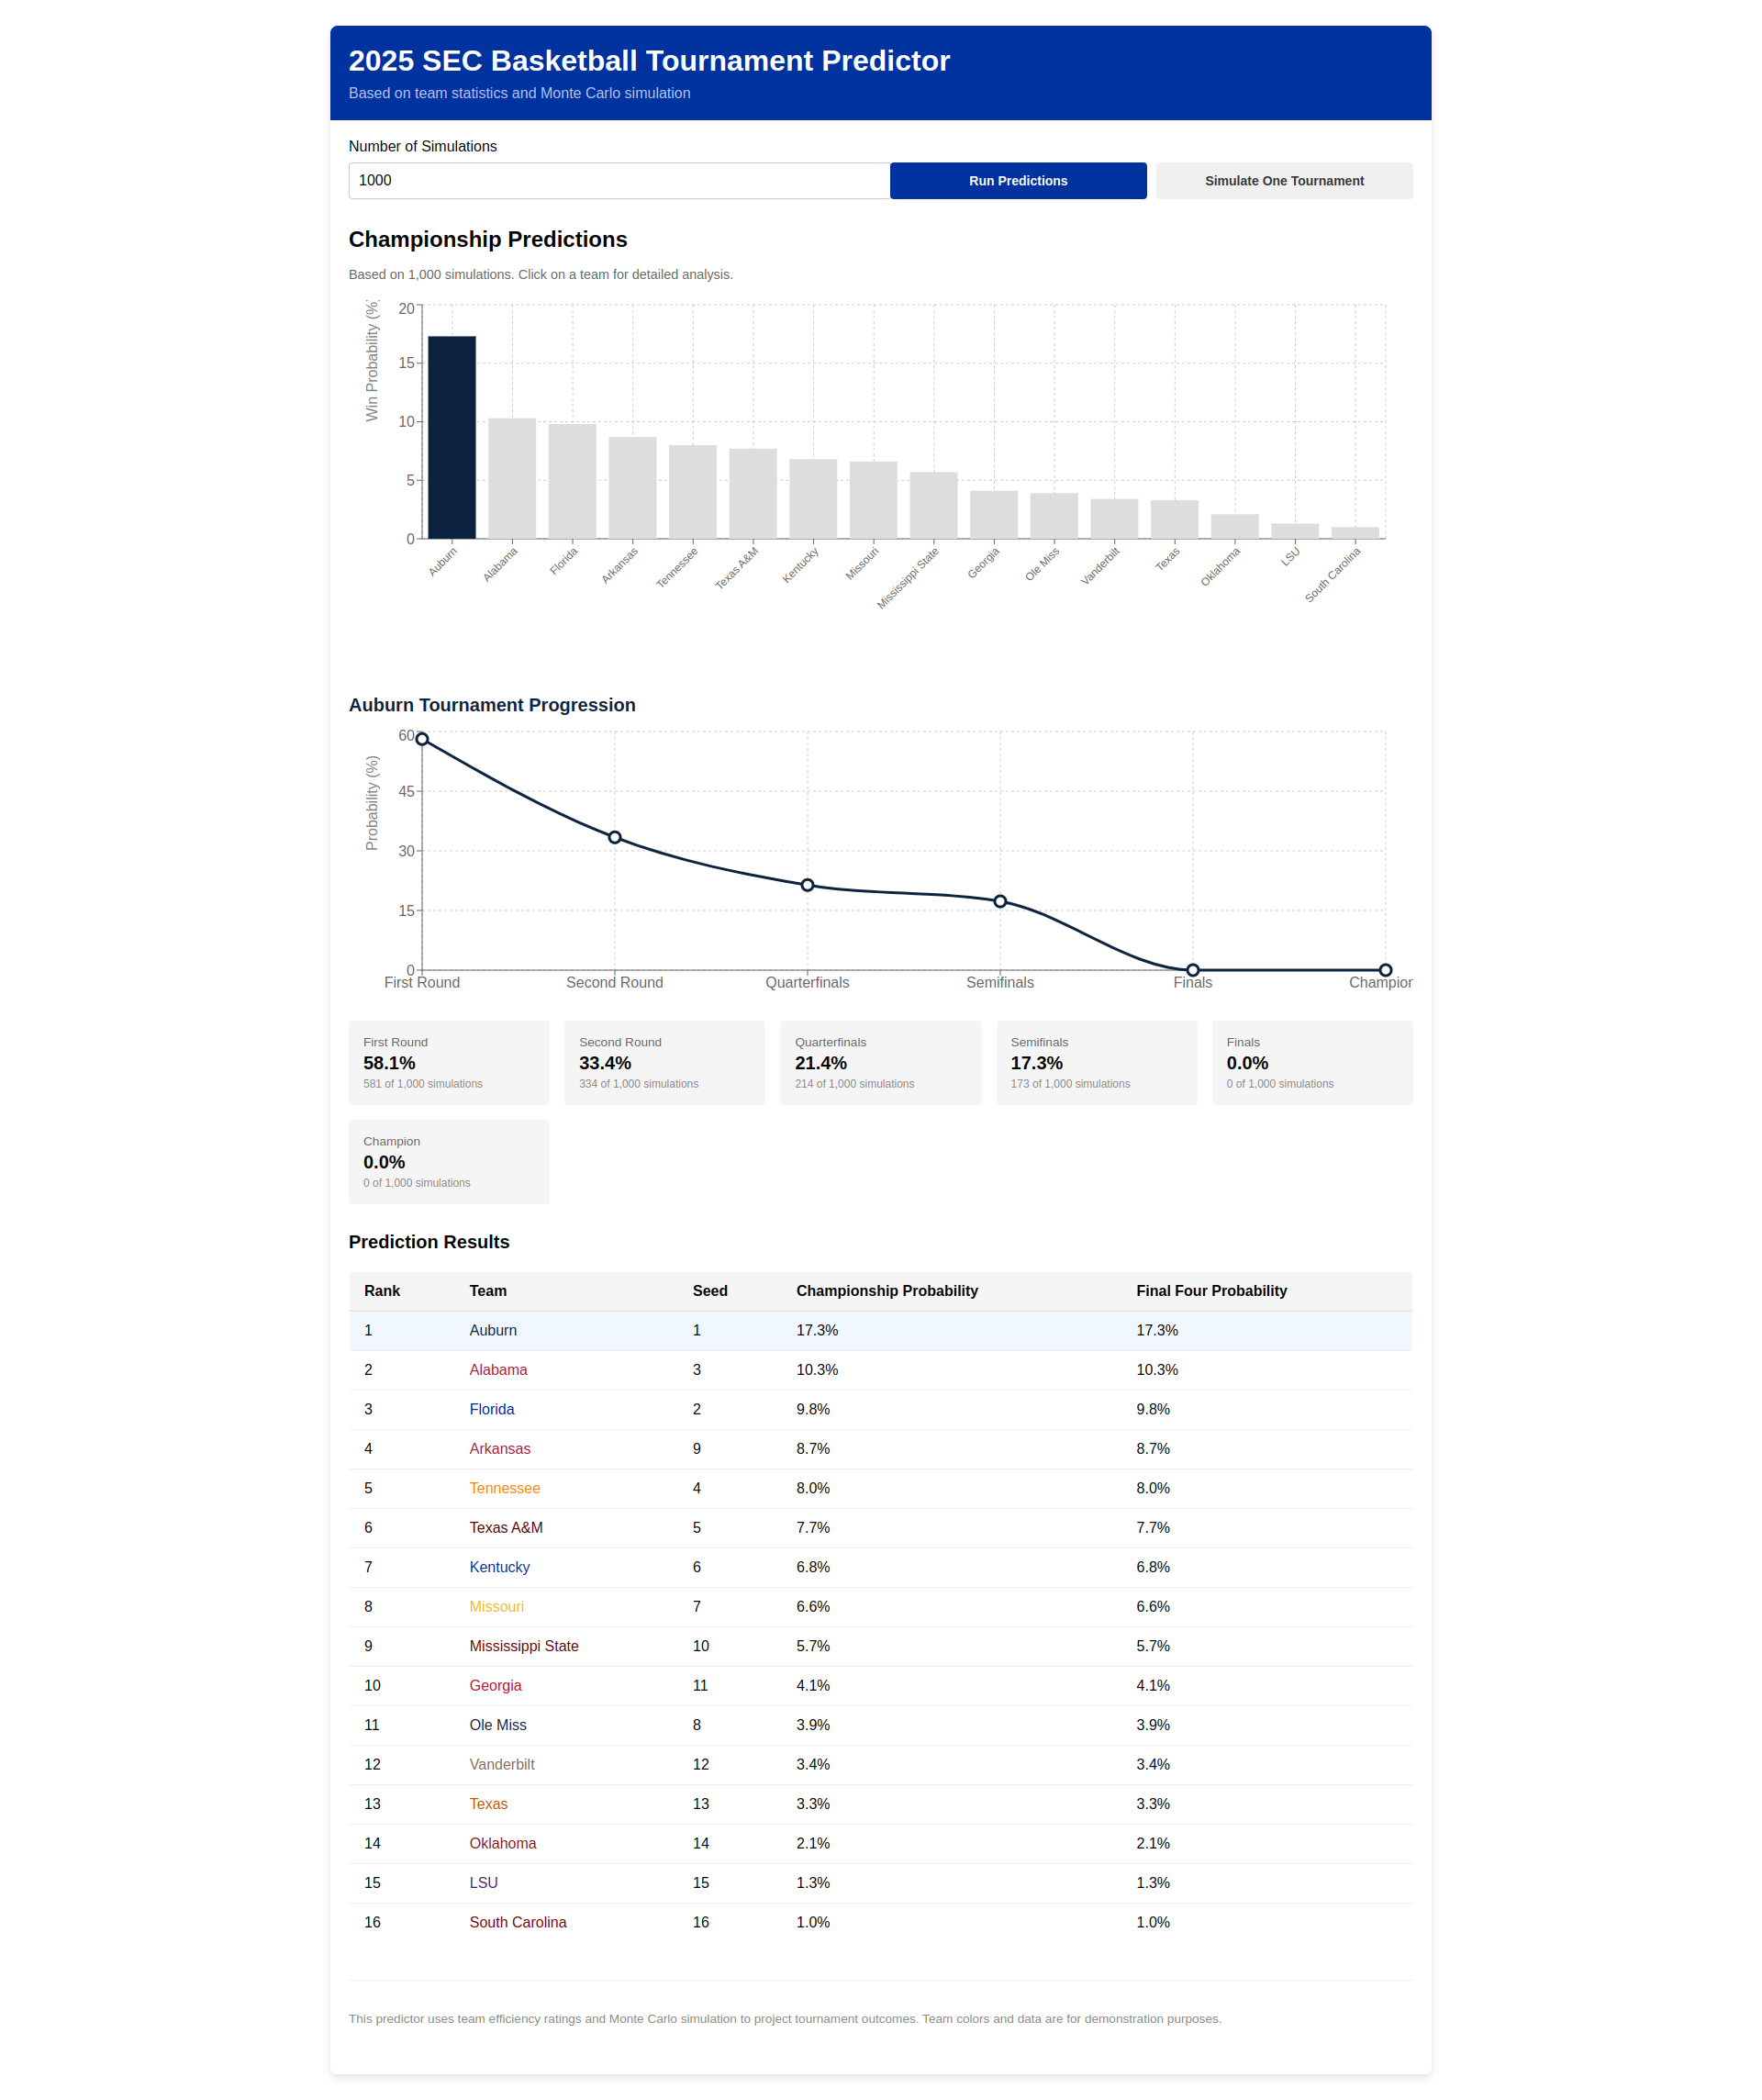 2025 SEC Basketball Tournament Predictor
Based on team statistics and Monte Carlo simulation
Number of Simulations
1000
Run Predictions
Simulate One Tournament
Championship Predictions
Based on 1,000 simulations. Click on a team for detailed analysis.
Win Probability (%)
20
15
10
5
0
Auburn
Alabama
Florida
Arkansas
Tennessee
Texas A&M
Kentucky
Missouri
Mississippi State
Georgia
Ole Miss
Vanderbilt
Texas
Oklahoma
LSU
South Carolina
Auburn Tournament Progression
Probability (%)
60
45
30
15
0
First Round
Second Round
Quarterfinals
Semifinals
Finals
Champion
First Round
58.1%
581 of 1,000 simulations
Second Round
33.4%
334 of 1,000 simulations
Quarterfinals
21.4%
214 of 1,000 simulations
Semifinals
17.3%
173 of 1,000 simulations
Finals
0.0%
0 of 1,000 simulations
Champion
0.0%
0 of 1,000 simulations
Prediction Results
Rank Team Seed Championship Probability Final Four Probability
1 Auburn 1 17.3% 17.3%
2 Alabama 3 10.3% 10.3%
3 Florida 2 9.8% 9.8%
4 Arkansas 9 8.7% 8.7%
5 Tennessee 4 8.0% 8.0%
6 Texas A&M 5 7.7% 7.7%
7 Kentucky 6 6.8% 6.8%
8 Missouri 7 6.6% 6.6%
9 Mississippi State 10 5.7% 5.7%
10 Georgia 11 4.1% 4.1%
11 Ole Miss 8 3.9% 3.9%
12 Vanderbilt 12 3.4% 3.4%
13 Texas 13 3.3% 3.3%
14 Oklahoma 14 2.1% 2.1%
15 LSU 15 1.3% 1.3%
16 South Carolina 16 1.0% 1.0%
This predictor uses team efficiency ratings and Monte Carlo simulation to project tournament outcomes. Team colors and data are for demonstration purposes.